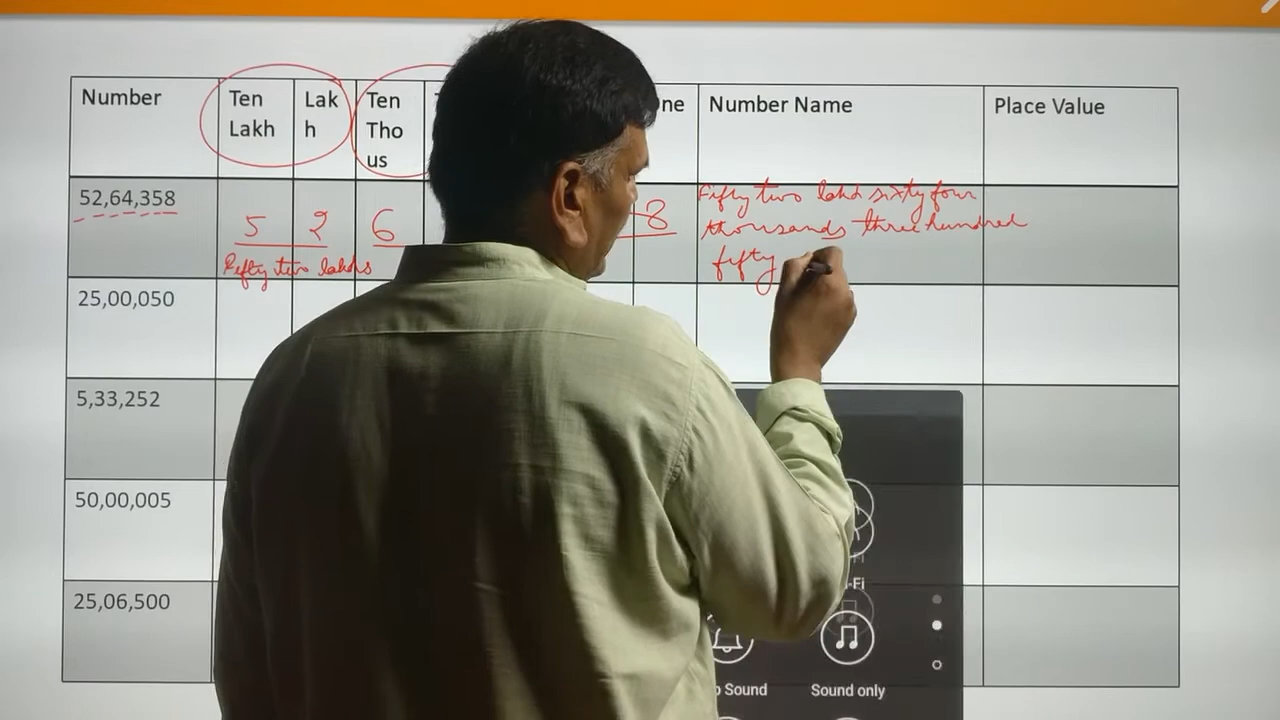 Number
Ten Lakh
Lak h
Ten Tho us
Number Name
Place Value
52,64,358
5 2 6 8
Fifty two lakhs
Fifty two lakhs sixty four
thousands three hundred
fifty
25,00,050
5,33,252
50,00,005
25,06,500
Sound
Sound only